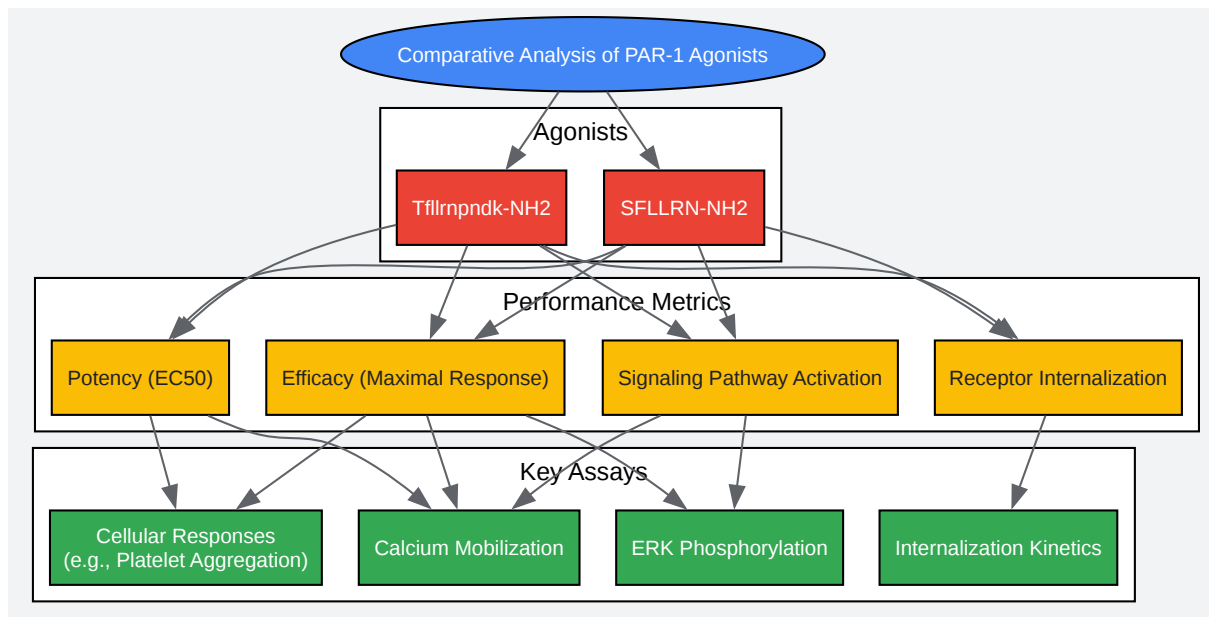 Comparative Analysis of PAR-1 Agonists
Agonists
Tfllrnpndk-NH2
SFLLRN-NH2
Performance Metrics
Potency (EC50)
Efficacy (Maximal Response)
Signaling Pathway Activation
Receptor Internalization
Key Assays
Cellular Responses
(e.g., Platelet Aggregation)
Calcium Mobilization
ERK Phosphorylation
Internalization Kinetics